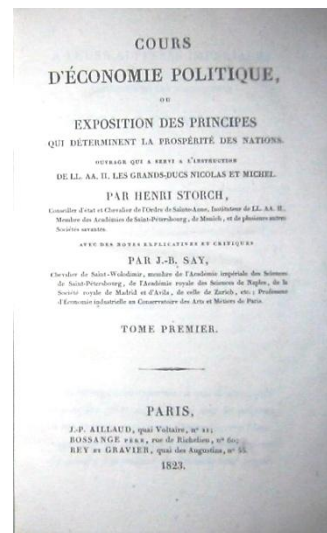 COURS
D'ÉCONOMIE POLITIQUE,
OU
EXPOSITION DES PRINCIPES
QUI DÉTERMINENT LA PROSPÉRITÉ DES NATIONS.
OUVRAGE QUI A SERVI A L'INSTRUCTION
DE LL. AA. II. LES GRANDS-DUCS NICOLAS ET MICHEL.
PAR HENRI STORCH,
Conseiller d'état et Chevalier de l'Ordre de Sainte-Anne, Instituteur de LL. AA. II.,
Membre des Académies de Saint-Pétersbourg, de Munich, et de plusieurs autres
Sociétés savantes.
AVEC DES NOTES EXPLICATIVES ET CRITIQUES
PAR J.-B. SAY,
Chevalier de Saint-Wolodimir, membre de l'Académie impériale des Sciences
de Saint-Pétersbourg, de l'Académie royale des Sciences de Naples, de la
Société royale de Madrid et d'Avila, de celle de Zurich, etc.; Professeur
d'Économie industrielle au Conservatoire des Arts et Métiers de Paris.
TOME PREMIER.
PARIS,
J.-P. AILLAUD, quai Voltaire, nº 21;
BOSSANGE PÈRE, rue de Richelieu, nº 60;
REY ET GRAVIER, quai des Augustins, nº 55.
1823.